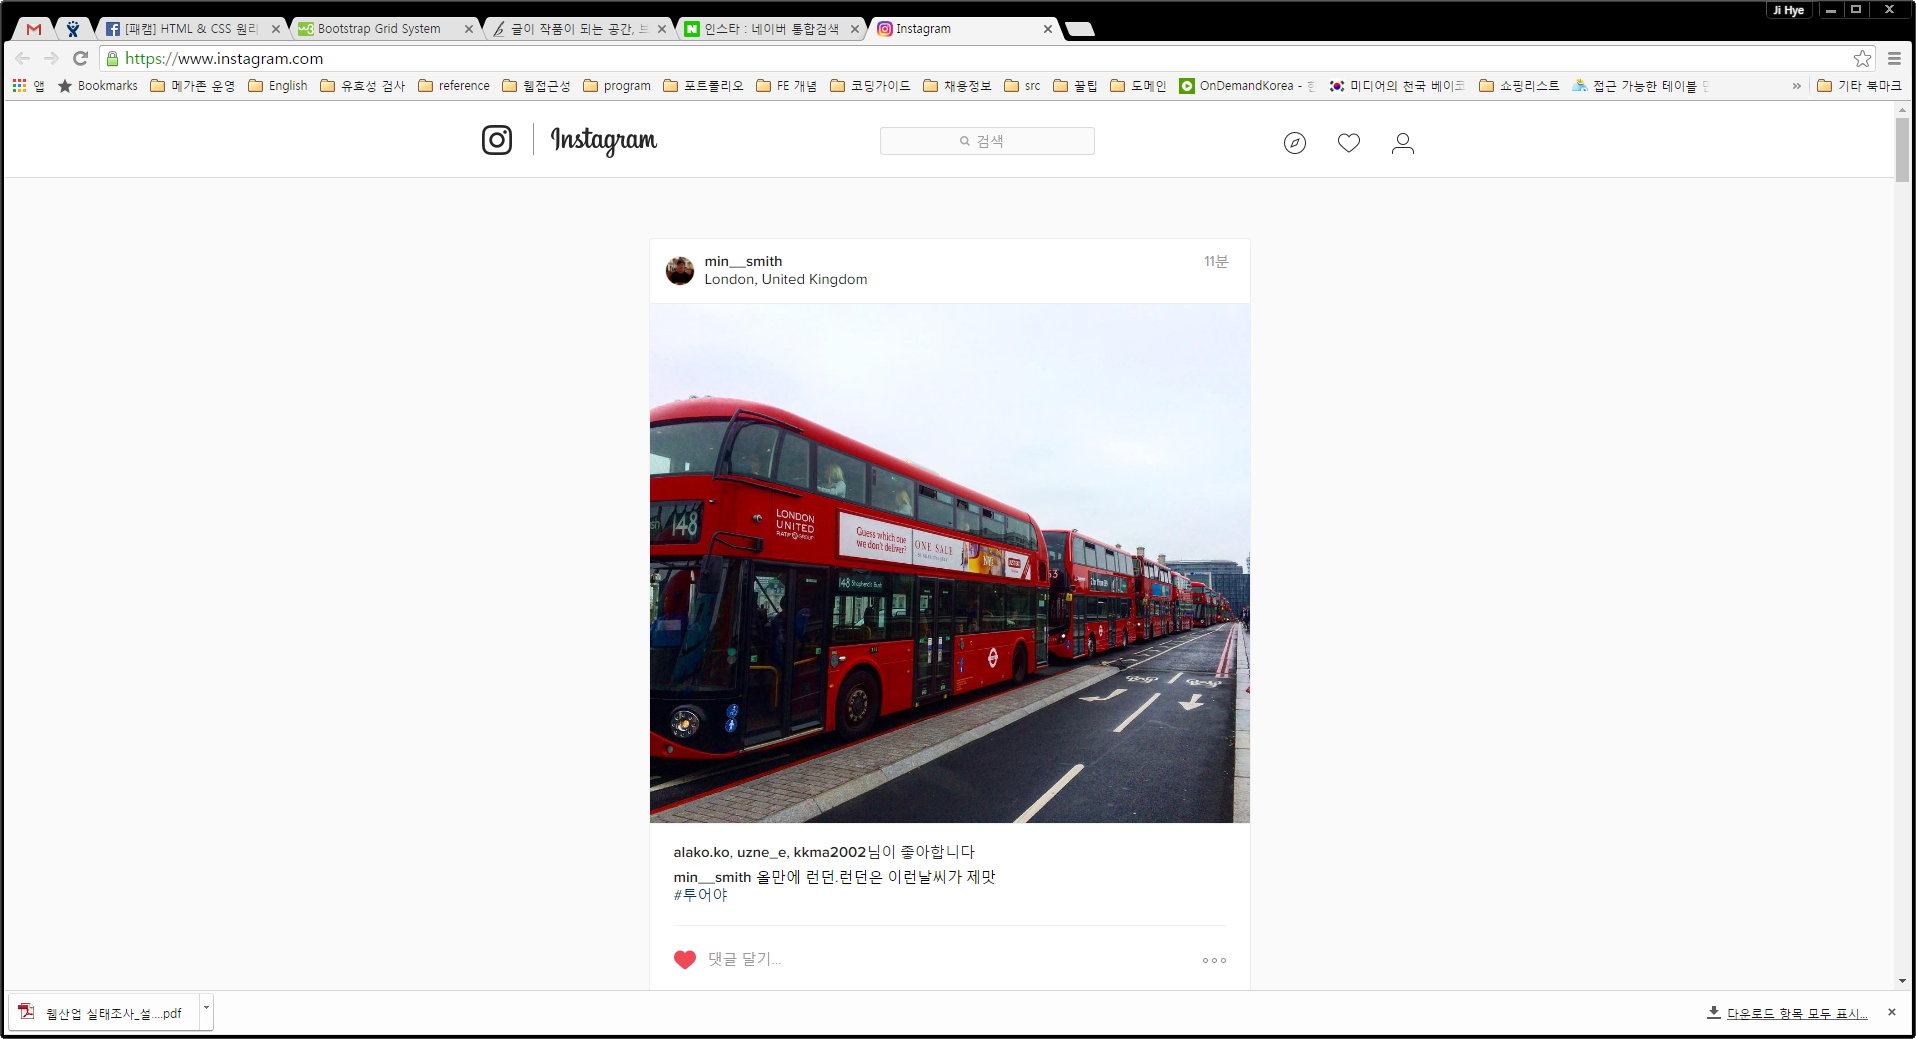 Ji Hye
[패캠] HTML & CSS 원리
Bootstrap Grid System
글이 작품이 되는 공간, 브
인스타 : 네이버 통합검색
Instagram
https://www.instagram.com
앱
Bookmarks
메가존 운영
English
유효성 검사
reference
웹접근성
program
포트폴리오
FE 개념
코딩가이드
채용정보
src
꿀팁
도메인
OnDemandKorea - 한
미디어의 천국 베이코
쇼핑리스트
접근 가능한 테이블
»
기타 북마크
Instagram
검색
min__smith
11분
London, United Kingdom
148
LONDON
UNITED
RATP GROUP
Guess which one
we don't deliver?
ONE SALE
148 Shepherd's Bush
alako.ko, uzne_e, kkma2002님이 좋아합니다
min__smith 올만에 런던.런던은 이런날씨가 제맛
#투어야
댓글 달기...
웹산업 실태조사_설....pdf
다운로드 항목 모두 표시...